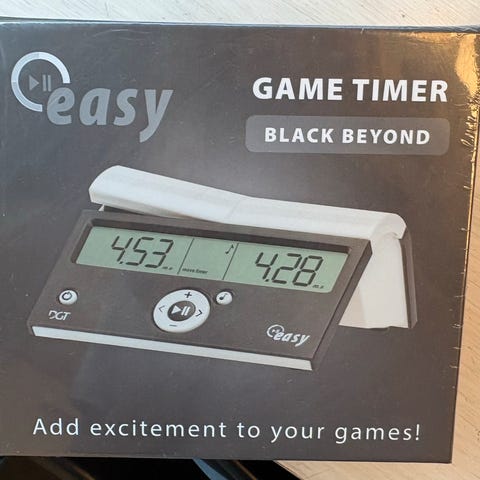 easy
GAME TIMER
BLACK BEYOND
4.53
move timer
4.28
DGT
easy
Add excitement to your games!